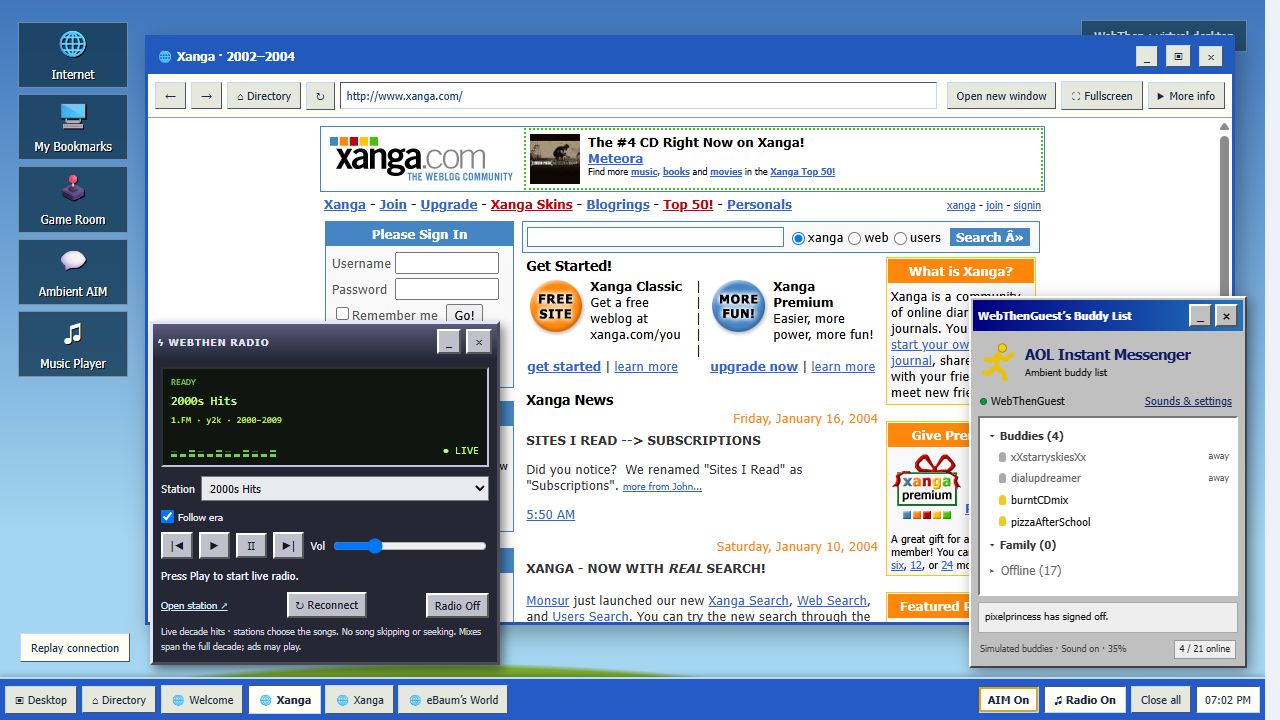 Internet
My Bookmarks
Game Room
Ambient AIM
Music Player
Replay connection
Xanga · 2002–2004
← → ⌂ Directory ↻ http://www.xanga.com/ Open new window ⛶ Fullscreen ▶ More info
xanga.com
THE WEBLOG COMMUNITY
The #4 CD Right Now on Xanga!
Meteora
Find more music, books and movies in the Xanga Top 50!
Xanga - Join - Upgrade - Xanga Skins - Blogrings - Top 50! - Personals
xanga - join - signin
Please Sign In
Username
Password
Remember me Go!
xanga web users Search Â»
Get Started!
FREE SITE
Xanga Classic
Get a free
weblog at
xanga.com/you
get started | learn more
MORE FUN!
Xanga
Premium
Easier, more
power, more fun!
upgrade now | learn more
Xanga News
Friday, January 16, 2004
SITES I READ --> SUBSCRIPTIONS
Did you notice? We renamed "Sites I Read" as
"Subscriptions". more from John...
5:50 AM
Saturday, January 10, 2004
XANGA - NOW WITH REAL SEARCH!
Monsur just launched our new Xanga Search, Web Search,
and Users Search. You can try the new search through the
What is Xanga?
Xanga is a community
of online diar
journals. You
start your ow
journal, share
with your frie
meet new frie
Give Pre
xanga
premium
A great gift for a
member! You can
six, 12, or 24 mo
Featured P
ϟ WEBTHEN RADIO
READY
2000s Hits
1.FM · y2k · 2000–2009
● LIVE
Station 2000s Hits
Follow era
Vol
Press Play to start live radio.
Open station ↗ ↻ Reconnect Radio Off
Live decade hits · stations choose the songs. No song skipping or seeking. Mixes
span the full decade; ads may play.
WebThenGuest's Buddy List
AOL Instant Messenger
Ambient buddy list
WebThenGuest Sounds & settings
Buddies (4)
xXstarryskiesXx away
dialupdreamer away
burntCDmix
pizzaAfterSchool
Family (0)
Offline (17)
pixelprincess has signed off.
Simulated buddies · Sound on · 35% 4 / 21 online
Desktop ⌂ Directory Welcome Xanga Xanga eBaum's World AIM On ♫ Radio On Close all 07:02 PM